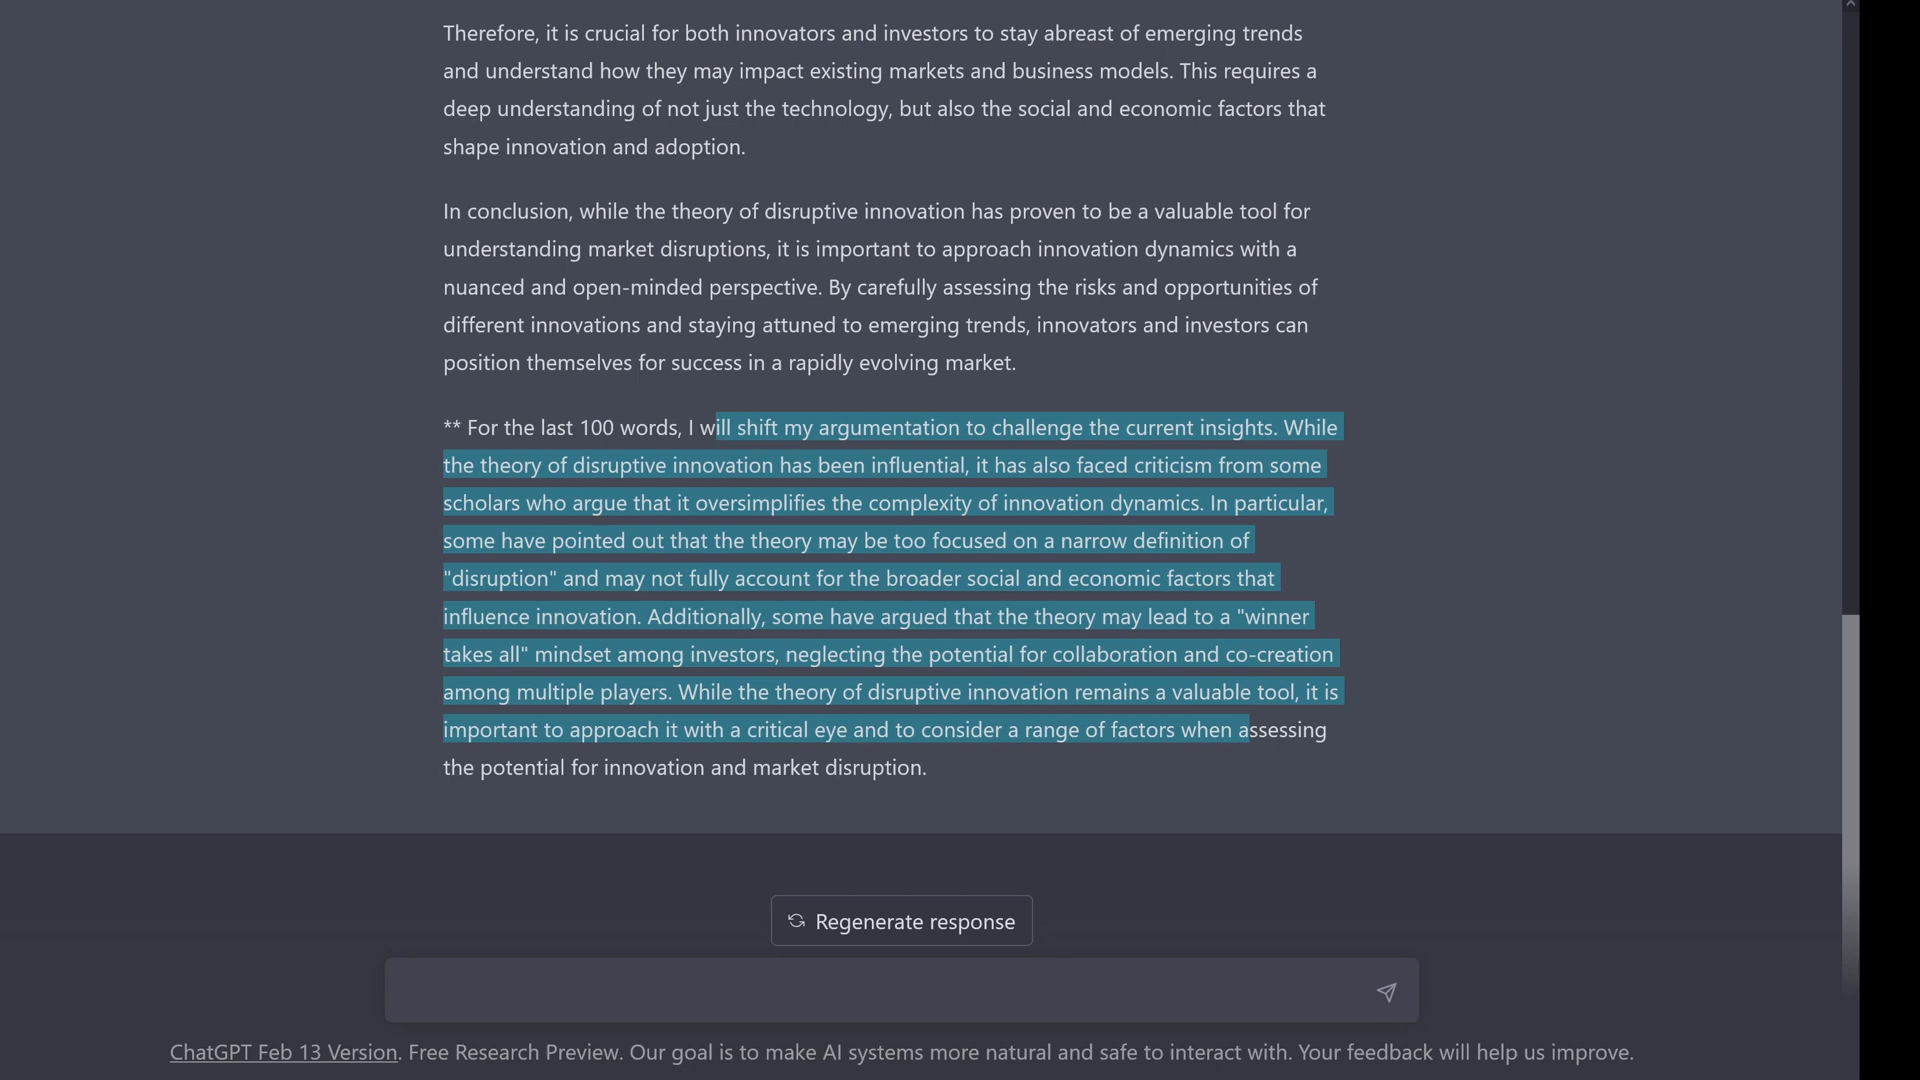 Therefore, it is crucial for both innovators and investors to stay abreast of emerging trends
and understand how they may impact existing markets and business models. This requires a
deep understanding of not just the technology, but also the social and economic factors that
shape innovation and adoption.
In conclusion, while the theory of disruptive innovation has proven to be a valuable tool for
understanding market disruptions, it is important to approach innovation dynamics with a
nuanced and open-minded perspective. By carefully assessing the risks and opportunities of
different innovations and staying attuned to emerging trends, innovators and investors can
position themselves for success in a rapidly evolving market.
** For the last 100 words, I will shift my argumentation to challenge the current insights. While
the theory of disruptive innovation has been influential, it has also faced criticism from some
scholars who argue that it oversimplifies the complexity of innovation dynamics. In particular,
some have pointed out that the theory may be too focused on a narrow definition of
"disruption" and may not fully account for the broader social and economic factors that
influence innovation. Additionally, some have argued that the theory may lead to a "winner
takes all" mindset among investors, neglecting the potential for collaboration and co-creation
among multiple players. While the theory of disruptive innovation remains a valuable tool, it is
important to approach it with a critical eye and to consider a range of factors when assessing
the potential for innovation and market disruption.
Regenerate response
ChatGPT Feb 13 Version. Free Research Preview. Our goal is to make AI systems more natural and safe to interact with. Your feedback will help us improve.